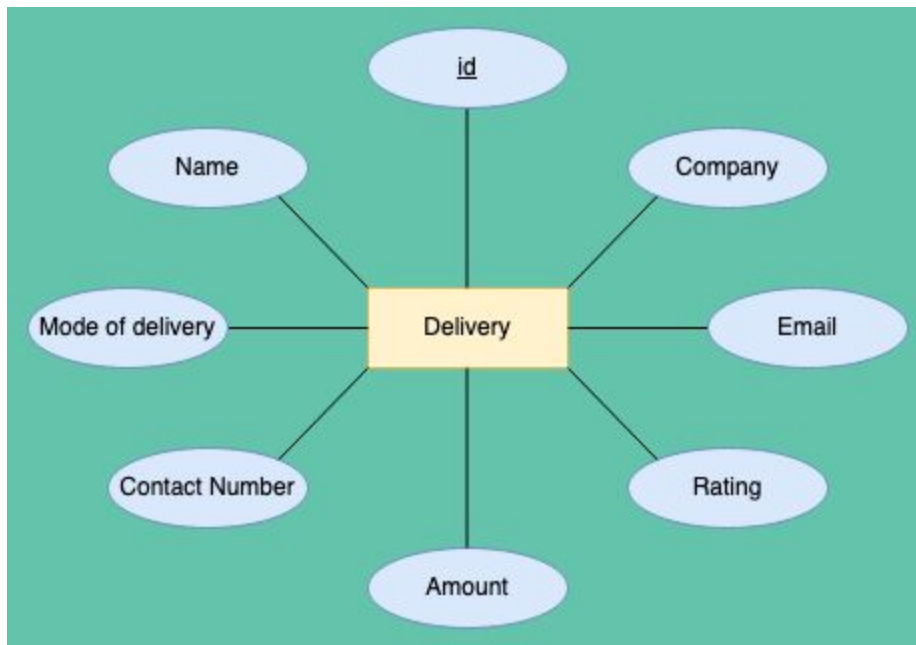 id
Name
Company
Mode of delivery
Delivery
Email
Contact Number
Rating
Amount